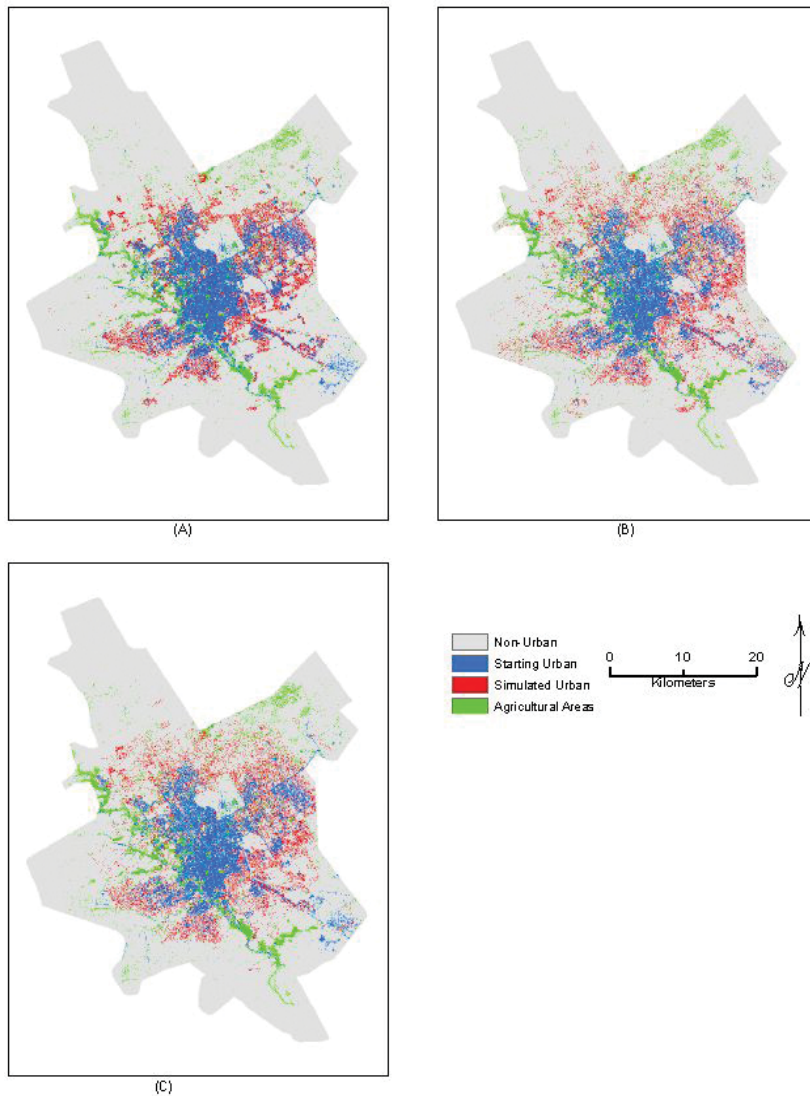 (A)
(B)
Non-Urban
Starting Urban
Simulated Urban
Agricultural Areas
0 10 20
Kilometers
N
(C)